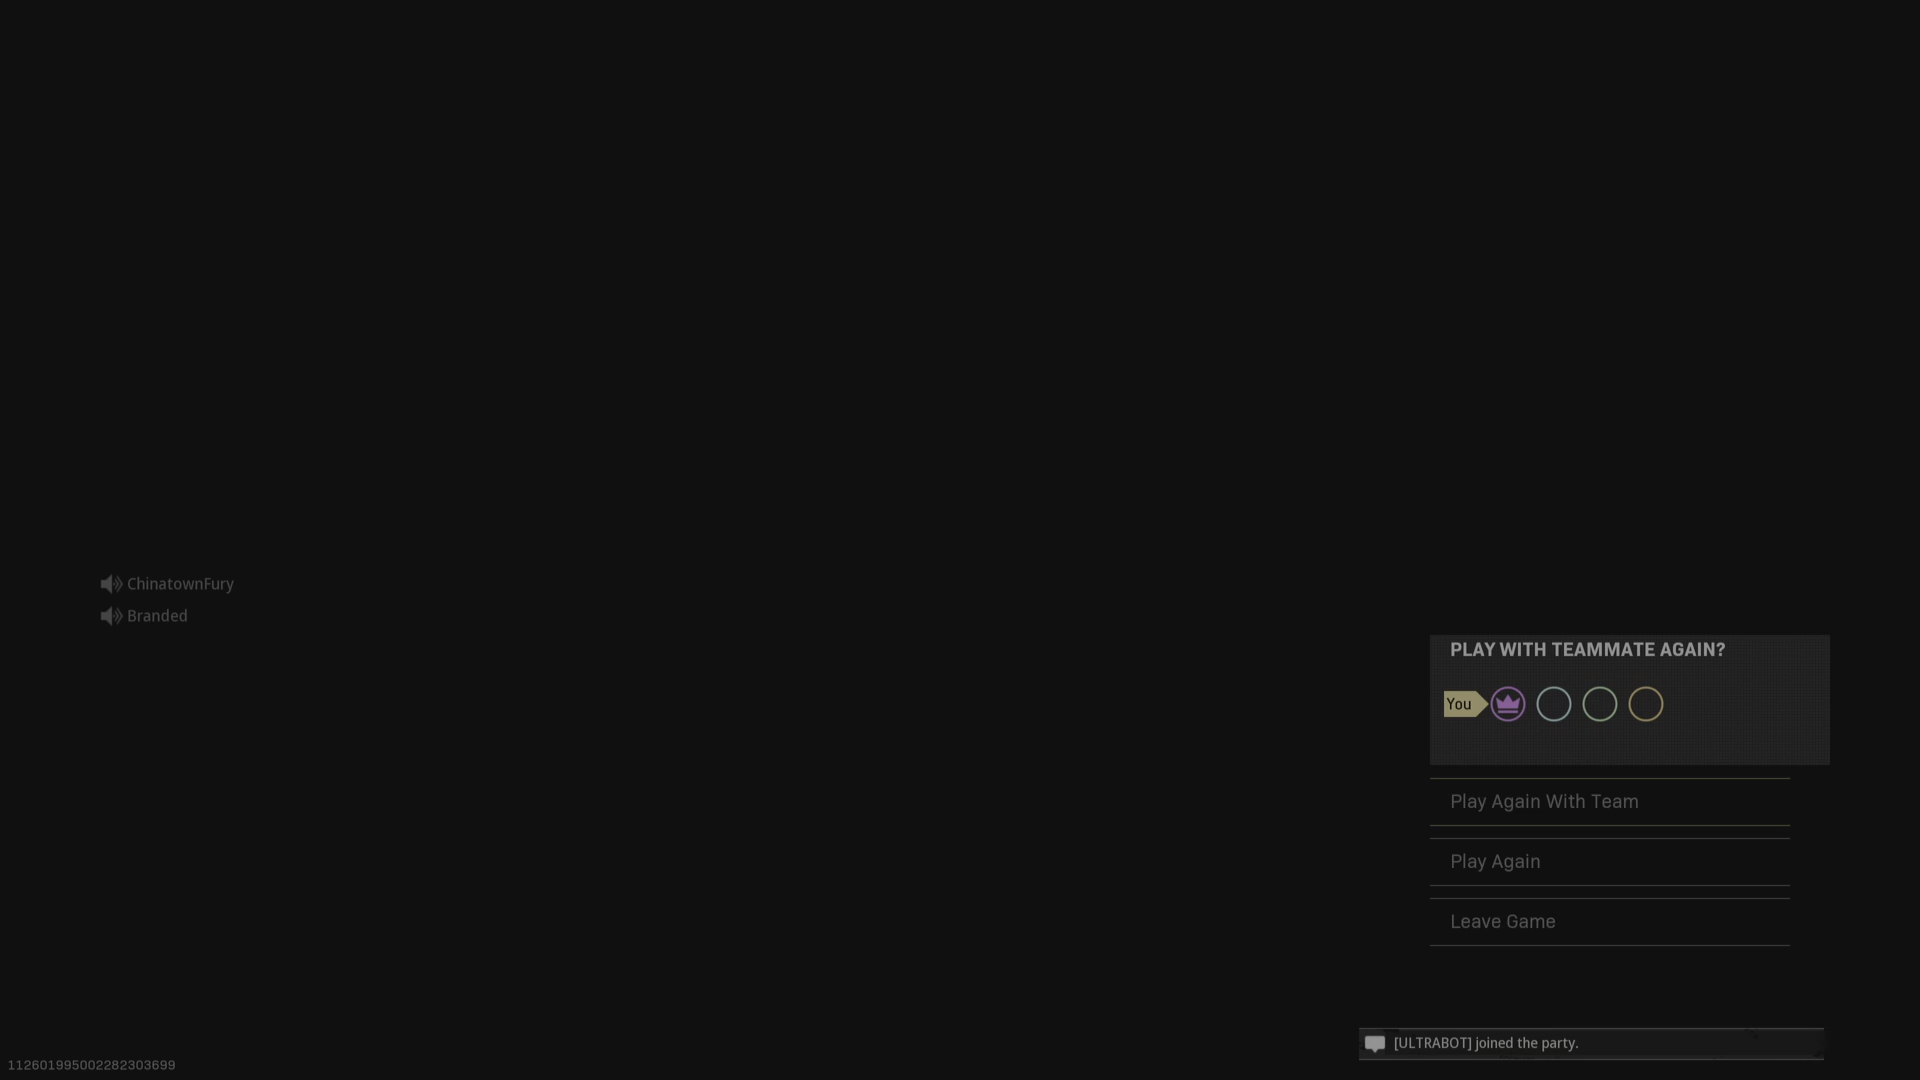 ChinatownFury
Branded
PLAY WITH TEAMMATE AGAIN?
You
Play Again With Team
Play Again
Leave Game
[ULTRABOT] joined the party.
112601995002282303699